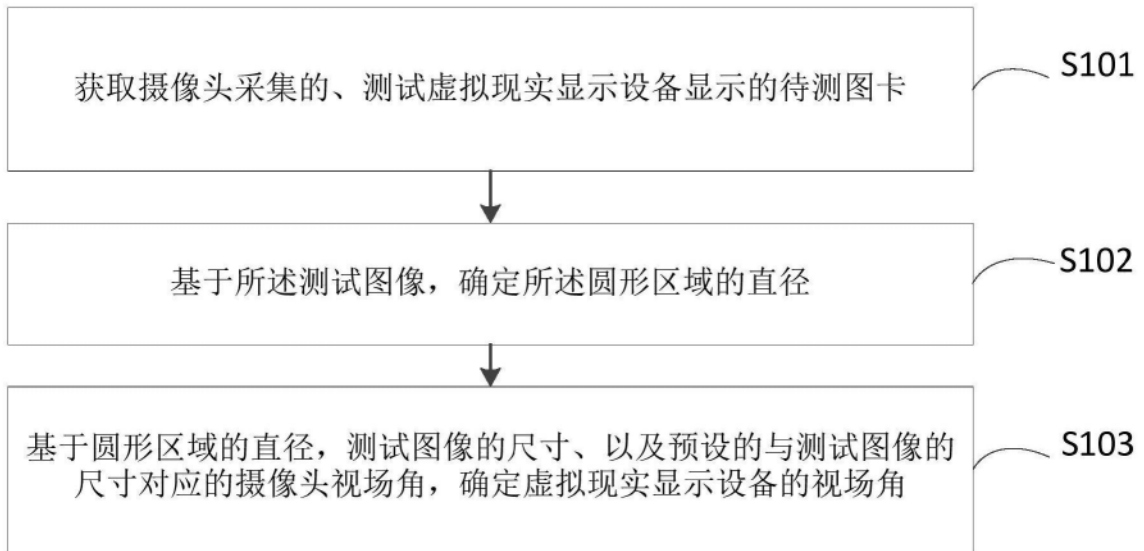 获取摄像头采集的、测试虚拟现实显示设备显示的待测图卡
S101
基于所述测试图像，确定所述圆形区域的直径
S102
基于圆形区域的直径，测试图像的尺寸、以及预设的与测试图像的
尺寸对应的摄像头视场角，确定虚拟现实显示设备的视场角
S103